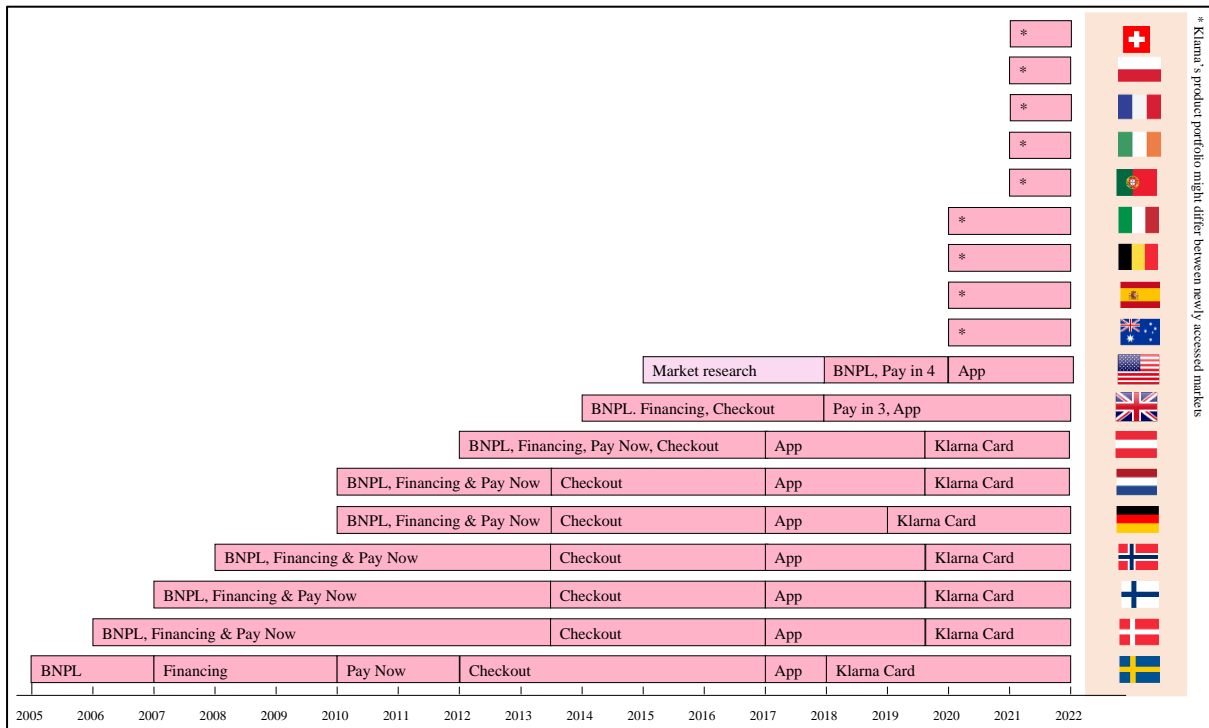 *
*
*
*
*
*
*
*
*
Market research BNPL, Pay in 4 App
BNPL. Financing, Checkout Pay in 3, App
BNPL, Financing, Pay Now, Checkout App Klarna Card
BNPL, Financing & Pay Now Checkout App Klarna Card
BNPL, Financing & Pay Now Checkout App Klarna Card
BNPL, Financing & Pay Now Checkout App Klarna Card
BNPL, Financing & Pay Now Checkout App Klarna Card
BNPL, Financing & Pay Now Checkout App Klarna Card
BNPL Financing Pay Now Checkout App Klarna Card
2005 2006 2007 2008 2009 2010 2011 2012 2013 2014 2015 2016 2017 2018 2019 2020 2021 2022
* Klarna's product portfolio might differ between newly accessed markets